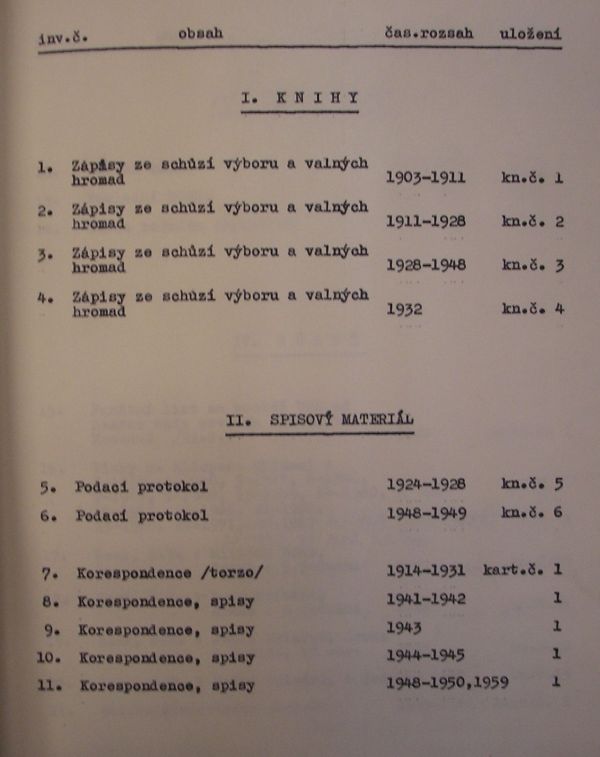 inv.č. obsah čas.rozsah uložení
I. K N I H Y
1. Zápisy ze schůzí výboru a valných
hromad 1903-1911 kn.č. 1
2. Zápisy ze schůzí výboru a valných
hromad 1911-1928 kn.č. 2
3. Zápisy ze schůzí výboru a valných
hromad 1928-1948 kn.č. 3
4. Zápisy ze schůzí výboru a valných
hromad 1932 kn.č. 4
II. SPISOVÝ MATERIÁL
5. Podací protokol 1924-1928 kn.č. 5
6. Podací protokol 1948-1949 kn.č. 6
7. Korespondence /torzo/ 1914-1931 kart.č. 1
8. Korespondence, spisy 1941-1942 1
9. Korespondence, spisy 1943 1
10. Korespondence, spisy 1944-1945 1
11. Korespondence, spisy 1948-1950,1959 1